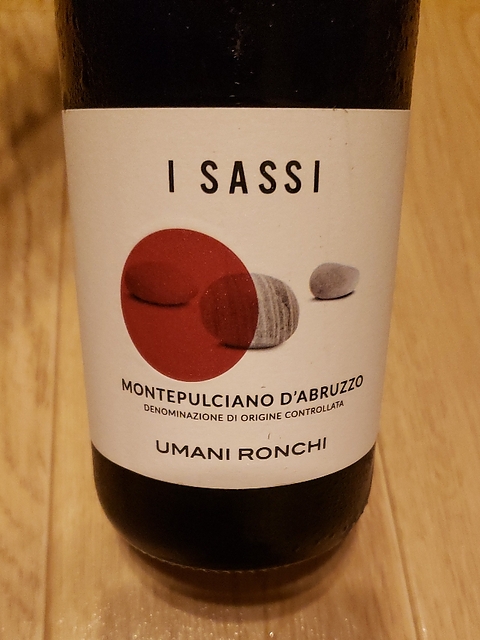 I SASSI
MONTEPULCIANO D'ABRUZZO
DENOMINAZIONE DI ORIGINE CONTROLLATA
UMANI RONCHI